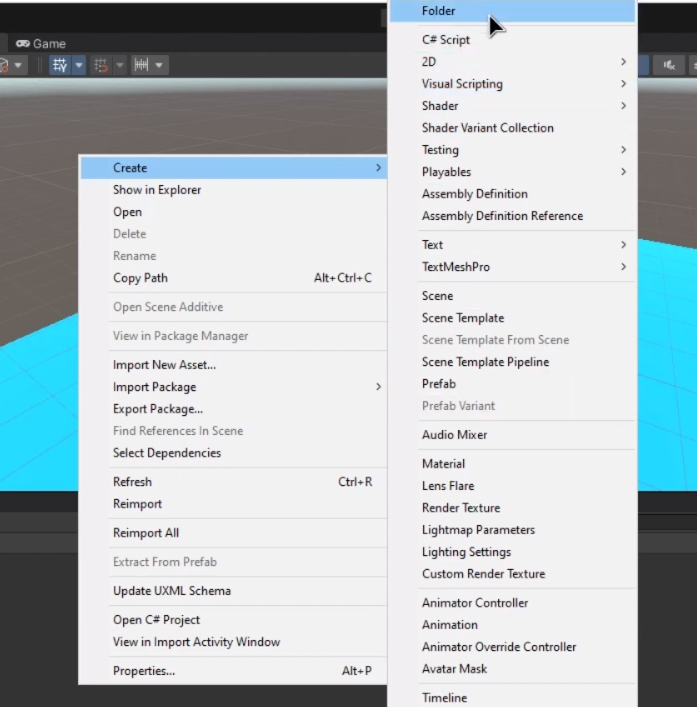 Game
Create
Show in Explorer
Open
Delete
Rename
Copy Path Alt+Ctrl+C
Open Scene Additive
View in Package Manager
Import New Asset...
Import Package
Export Package...
Find References In Scene
Select Dependencies
Refresh Ctrl+R
Reimport
Reimport All
Extract From Prefab
Update UXML Schema
Open C# Project
View in Import Activity Window
Properties... Alt+P
Folder
C# Script
2D
Visual Scripting
Shader
Shader Variant Collection
Testing
Playables
Assembly Definition
Assembly Definition Reference
Text
TextMeshPro
Scene
Scene Template
Scene Template From Scene
Scene Template Pipeline
Prefab
Prefab Variant
Audio Mixer
Material
Lens Flare
Render Texture
Lightmap Parameters
Lighting Settings
Custom Render Texture
Animator Controller
Animation
Animator Override Controller
Avatar Mask
Timeline